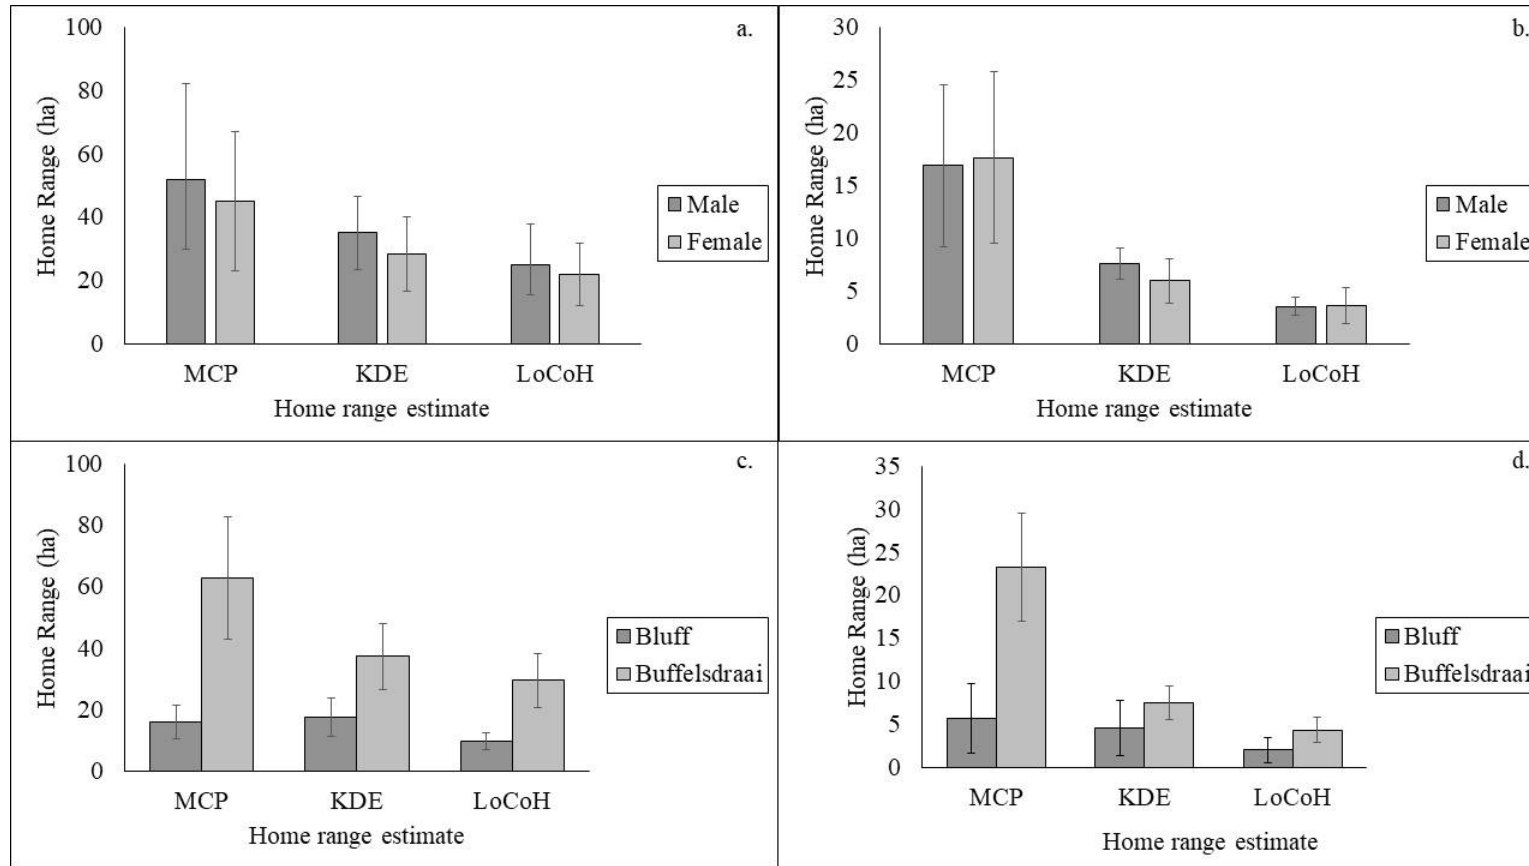 a.
100
80
60
40
20
0
Home Range (ha)
MCP KDE LoCoH
Home range estimate
Male
Female
b.
30
25
20
15
10
5
0
Home Range (ha)
MCP KDE LoCoH
Home range estimate
Male
Female
c.
100
80
60
40
20
0
Home Range (ha)
MCP KDE LoCoH
Home range estimate
Bluff
Buffelsdraai
d.
35
30
25
20
15
10
5
0
Home Range (ha)
MCP KDE LoCoH
Home range estimate
Bluff
Buffelsdraai